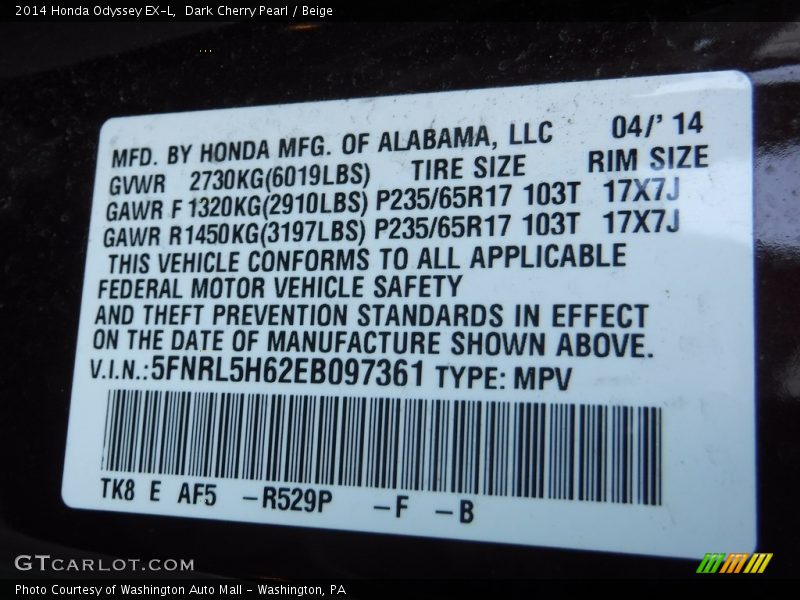 2014 Honda Odyssey EX-L, Dark Cherry Pearl / Beige
MFD. BY HONDA MFG. OF ALABAMA, LLC 04/' 14
GVWR 2730KG(6019LBS) TIRE SIZE RIM SIZE
GAWR F 1320KG(2910LBS) P235/65R17 103T 17X7J
GAWR R1450KG(3197LBS) P235/65R17 103T 17X7J
THIS VEHICLE CONFORMS TO ALL APPLICABLE
FEDERAL MOTOR VEHICLE SAFETY
AND THEFT PREVENTION STANDARDS IN EFFECT
ON THE DATE OF MANUFACTURE SHOWN ABOVE.
V.I.N.:5FNRL5H62EB097361 TYPE: MPV
TK8 E AF5 -R529P -F -B
GTCARLOT.COM
Photo Courtesy of Washington Auto Mall - Washington, PA